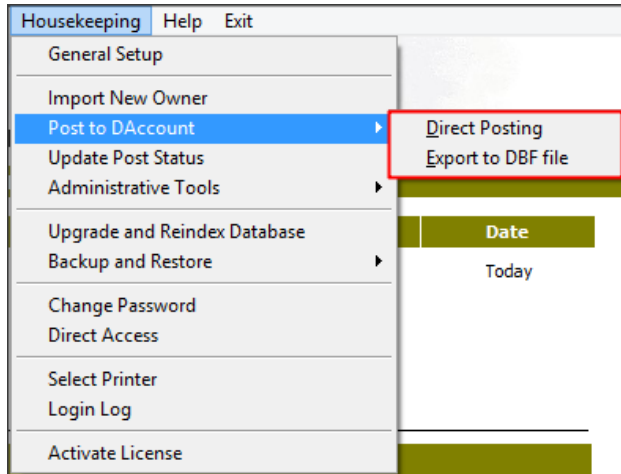 Housekeeping Help Exit
General Setup
Import New Owner
Post to DAccount
Direct Posting
Export to DBF file
Update Post Status
Administrative Tools
Upgrade and Reindex Database
Backup and Restore
Date
Today
Change Password
Direct Access
Select Printer
Login Log
Activate License